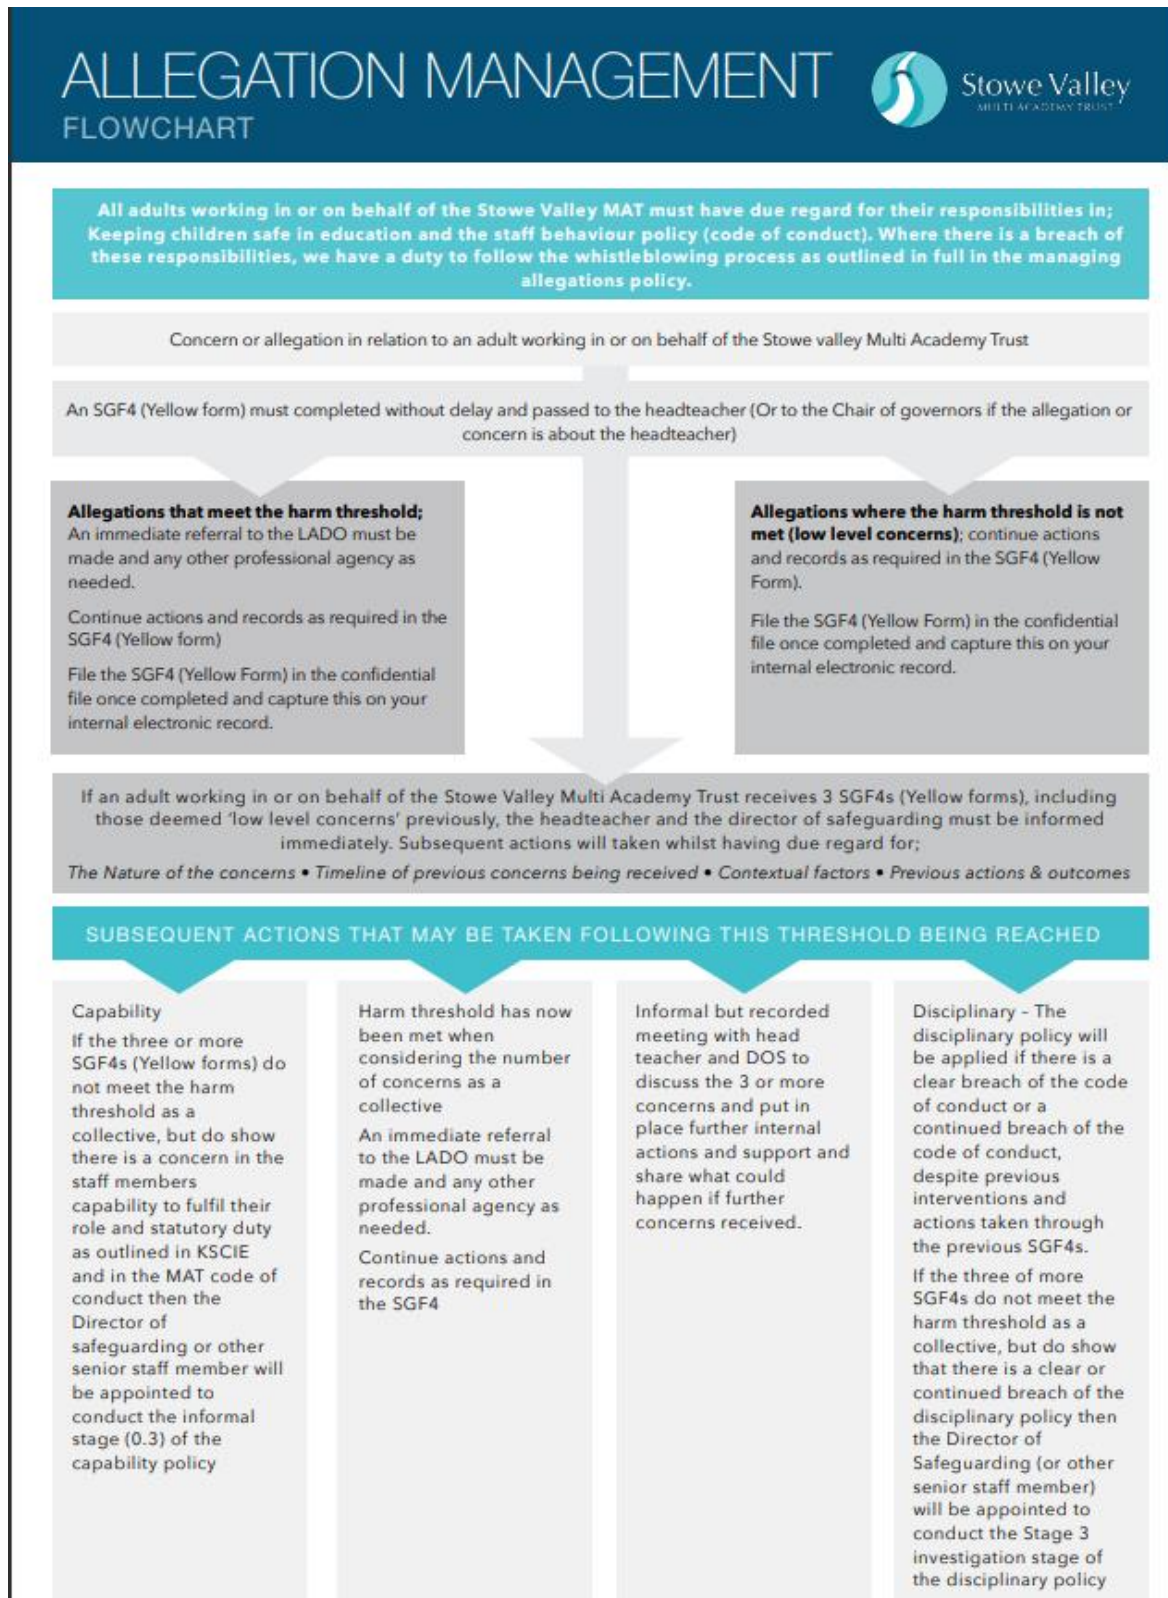 ALLEGATION MANAGEMENT
FLOWCHART
Stowe Valley
MULTI ACADEMY TRUST
All adults working in or on behalf of the Stowe Valley MAT must have due regard for their responsibilities in;
Keeping children safe in education and the staff behaviour policy (code of conduct). Where there is a breach of
these responsibilities, we have a duty to follow the whistleblowing process as outlined in full in the managing
allegations policy.
Concern or allegation in relation to an adult working in or on behalf of the Stowe valley Multi Academy Trust
An SGF4 (Yellow form) must completed without delay and passed to the headteacher (Or to the Chair of governors if the allegation or
concern is about the headteacher)
Allegations that meet the harm threshold;
An immediate referral to the LADO must be
made and any other professional agency as
needed.
Continue actions and records as required in the
SGF4 (Yellow form)
File the SGF4 (Yellow Form) in the confidential
file once completed and capture this on your
internal electronic record.
Allegations where the harm threshold is not
met (low level concerns); continue actions
and records as required in the SGF4 (Yellow
Form).
File the SGF4 (Yellow Form) in the confidential
file once completed and capture this on your
internal electronic record.
If an adult working in or on behalf of the Stowe Valley Multi Academy Trust receives 3 SGF4s (Yellow forms), including
those deemed 'low level concerns' previously, the headteacher and the director of safeguarding must be informed
immediately. Subsequent actions will taken whilst having due regard for;
The Nature of the concerns • Timeline of previous concerns being received • Contextual factors • Previous actions & outcomes
SUBSEQUENT ACTIONS THAT MAY BE TAKEN FOLLOWING THIS THRESHOLD BEING REACHED
Capability
If the three or more
SGF4s (Yellow forms) do
not meet the harm
threshold as a
collective, but do show
there is a concern in the
staff members
capability to fulfil their
role and statutory duty
as outlined in KSCIE
and in the MAT code of
conduct then the
Director of
safeguarding or other
senior staff member will
be appointed to
conduct the informal
stage (0.3) of the
capability policy
Harm threshold has now
been met when
considering the number
of concerns as a
collective
An immediate referral
to the LADO must be
made and any other
professional agency as
needed.
Continue actions and
records as required in
the SGF4
Informal but recorded
meeting with head
teacher and DOS to
discuss the 3 or more
concerns and put in
place further internal
actions and support and
share what could
happen if further
concerns received.
Disciplinary - The
disciplinary policy will
be applied if there is a
clear breach of the code
of conduct or a
continued breach of the
code of conduct,
despite previous
interventions and
actions taken through
the previous SGF4s.
If the three of more
SGF4s do not meet the
harm threshold as a
collective, but do show
that there is a clear or
continued breach of the
disciplinary policy then
the Director of
Safeguarding (or other
senior staff member)
will be appointed to
conduct the Stage 3
investigation stage of
the disciplinary policy